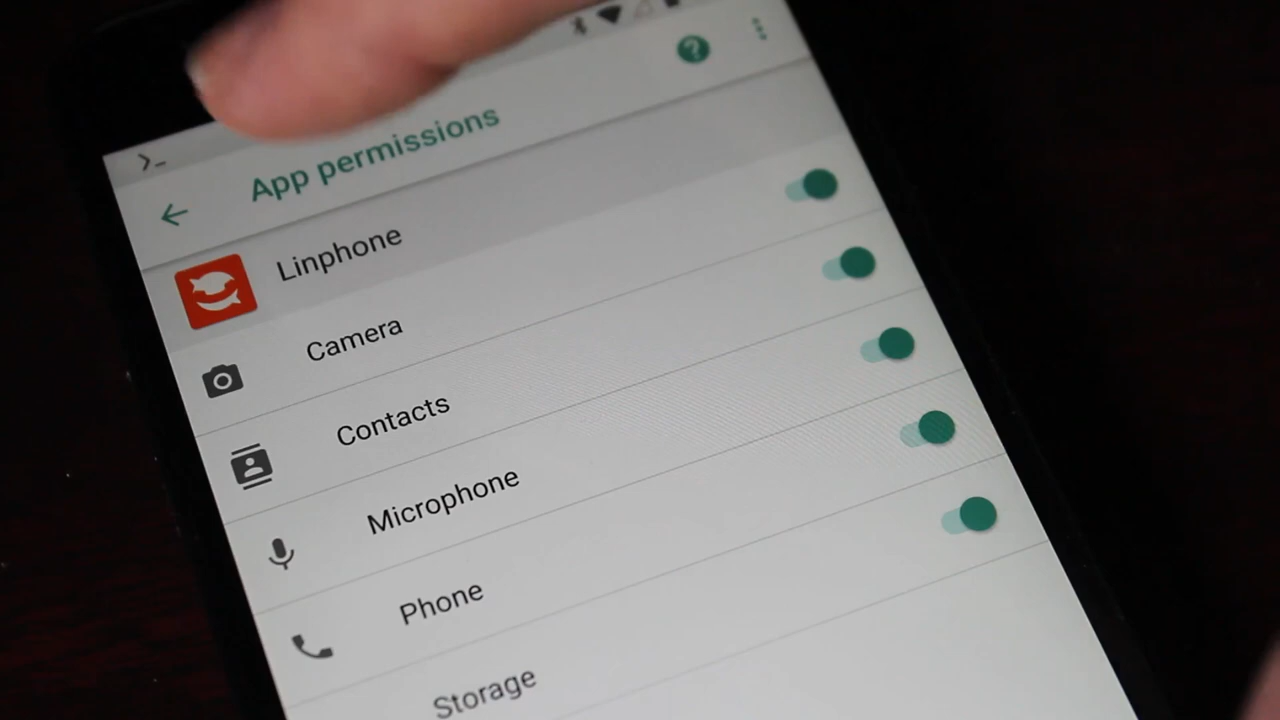 App permissions
Linphone
Camera
Contacts
Microphone
Phone
Storage